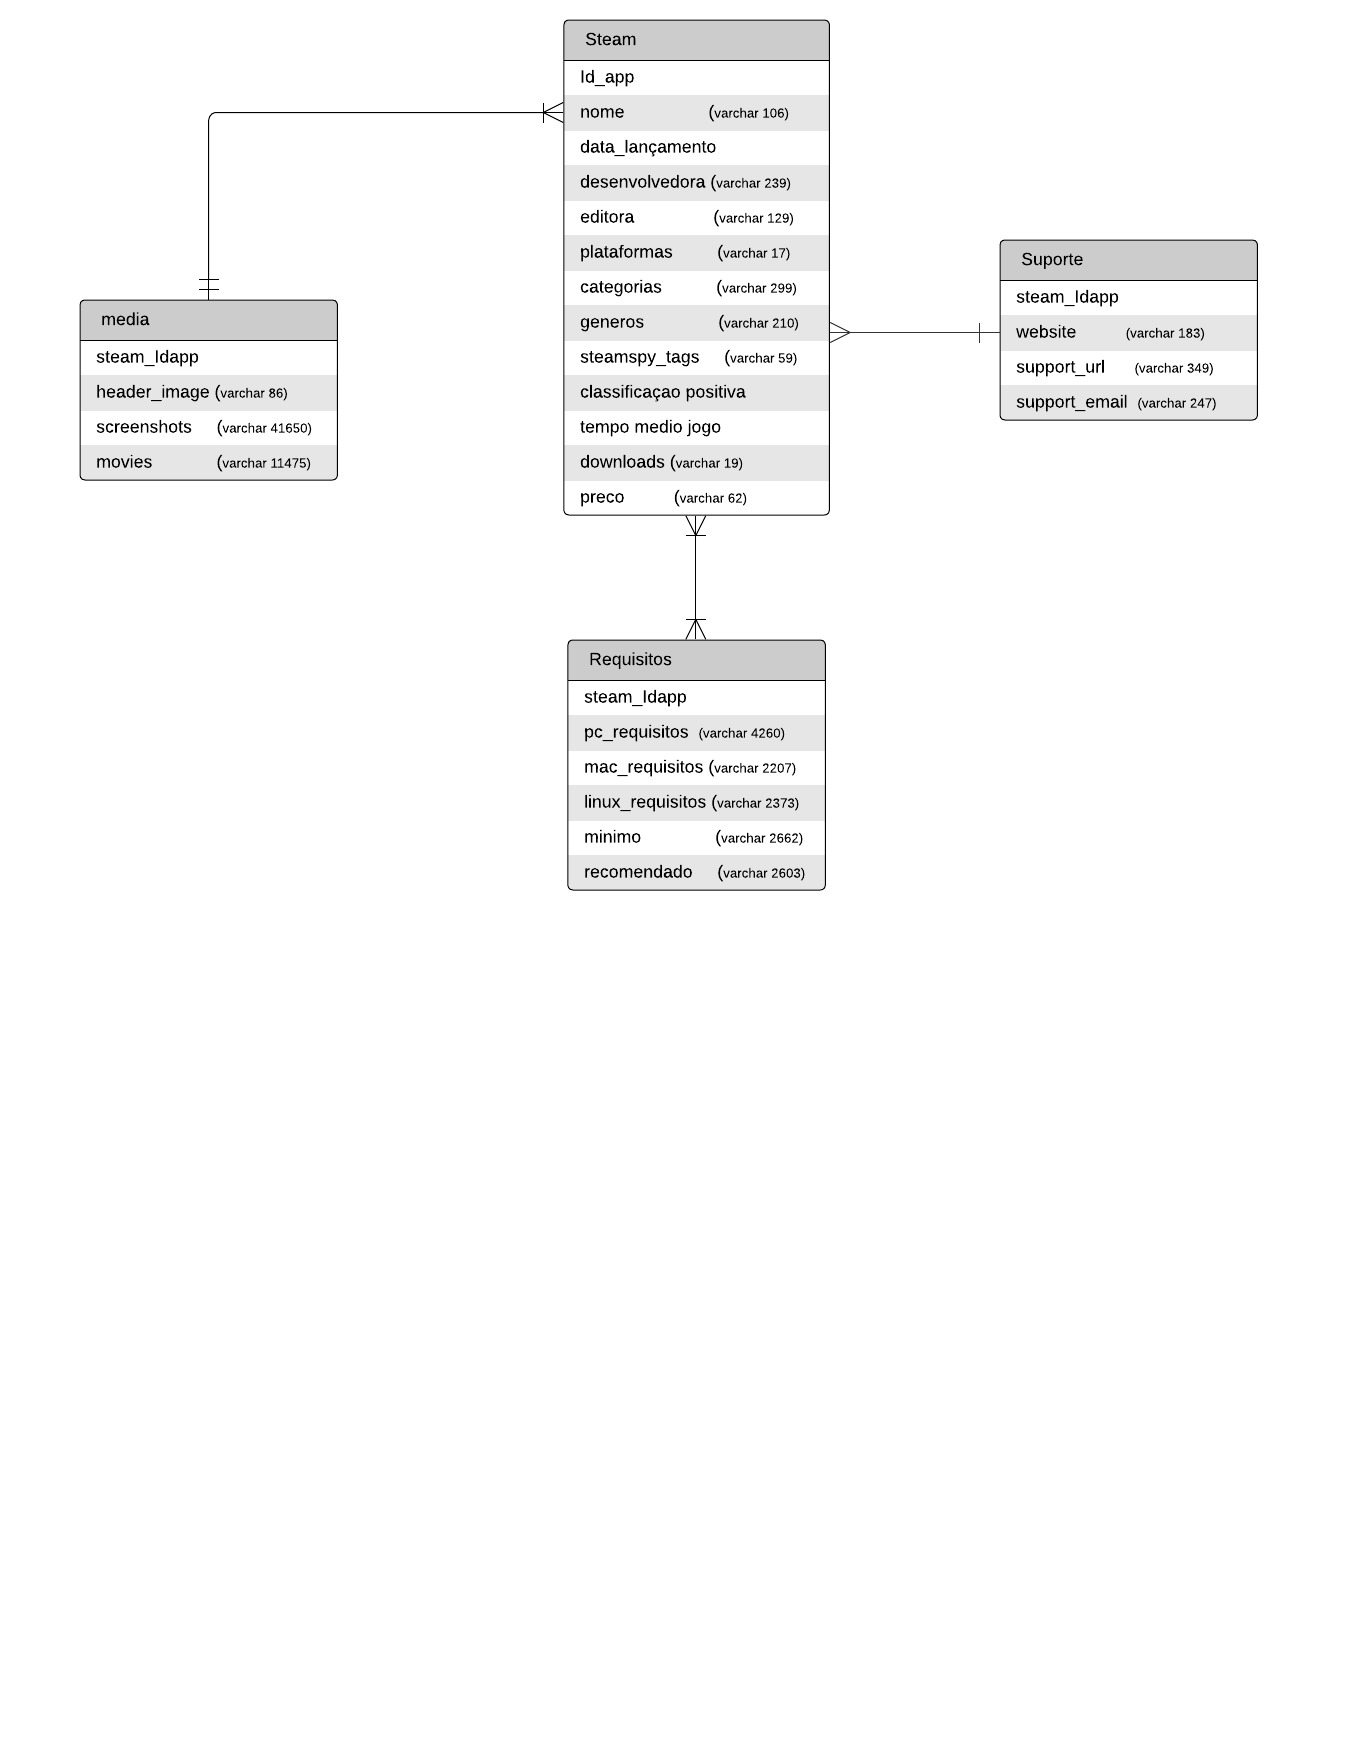 Steam
Id_app
nome (varchar 106)
data_lançamento
desenvolvedora (varchar 239)
editora (varchar 129)
plataformas (varchar 17)
categorias (varchar 299)
generos (varchar 210)
steamspy_tags (varchar 59)
classificaçao positiva
tempo medio jogo
downloads (varchar 19)
preco (varchar 62)
Suporte
steam_Idapp
website (varchar 183)
support_url (varchar 349)
support_email (varchar 247)
media
steam_Idapp
header_image (varchar 86)
screenshots (varchar 41650)
movies (varchar 11475)
Requisitos
steam_Idapp
pc_requisitos (varchar 4260)
mac_requisitos (varchar 2207)
linux_requisitos (varchar 2373)
minimo (varchar 2662)
recomendado (varchar 2603)